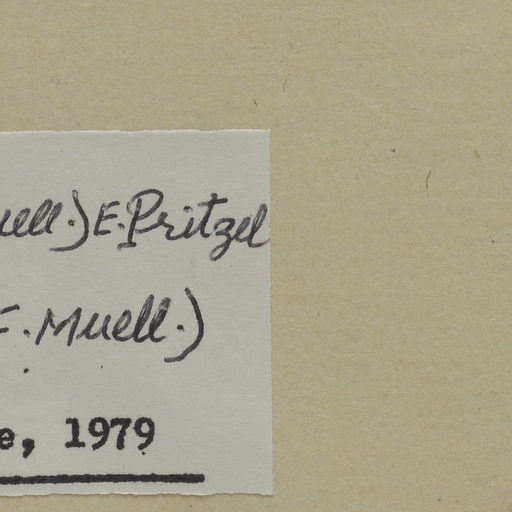 uell.) E.Pritzel
F. Muell.)
e, 1979